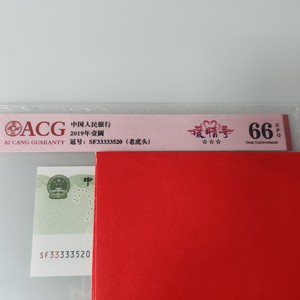 ACG
AI CANG GUARANTY
中国人民银行
2019年壹圆
冠号：SF33333520（老虎头）
爱情号
☆☆☆
66 EPQ
Gem Uncirculated
中
SF33333520